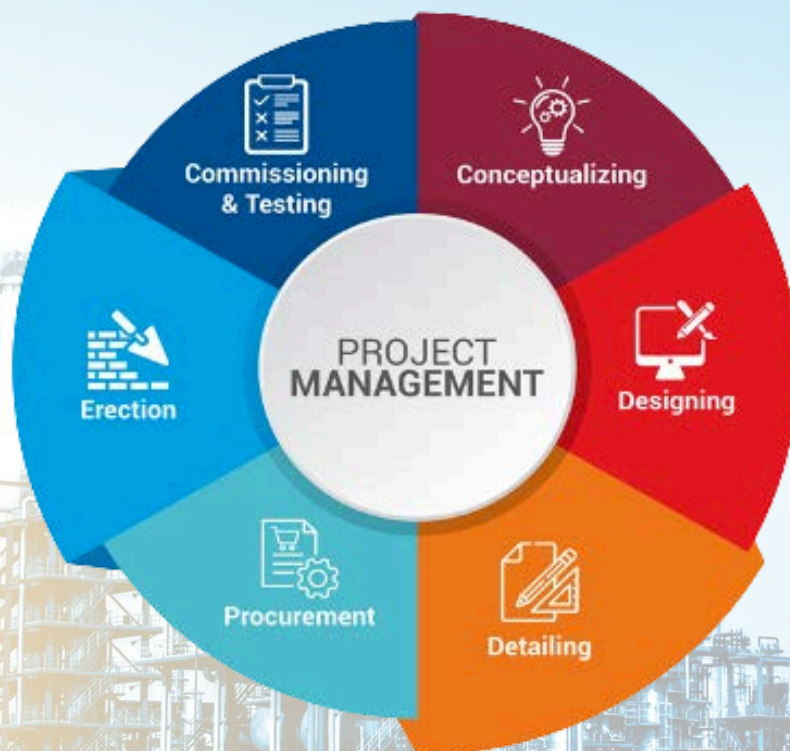 Commissioning
& Testing
Conceptualizing
PROJECT
MANAGEMENT
Erection
Designing
Procurement
Detailing